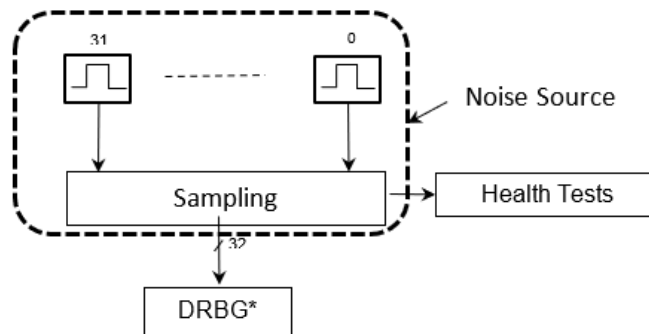 31
0
Noise Source
Sampling
Health Tests
32
DRBG*